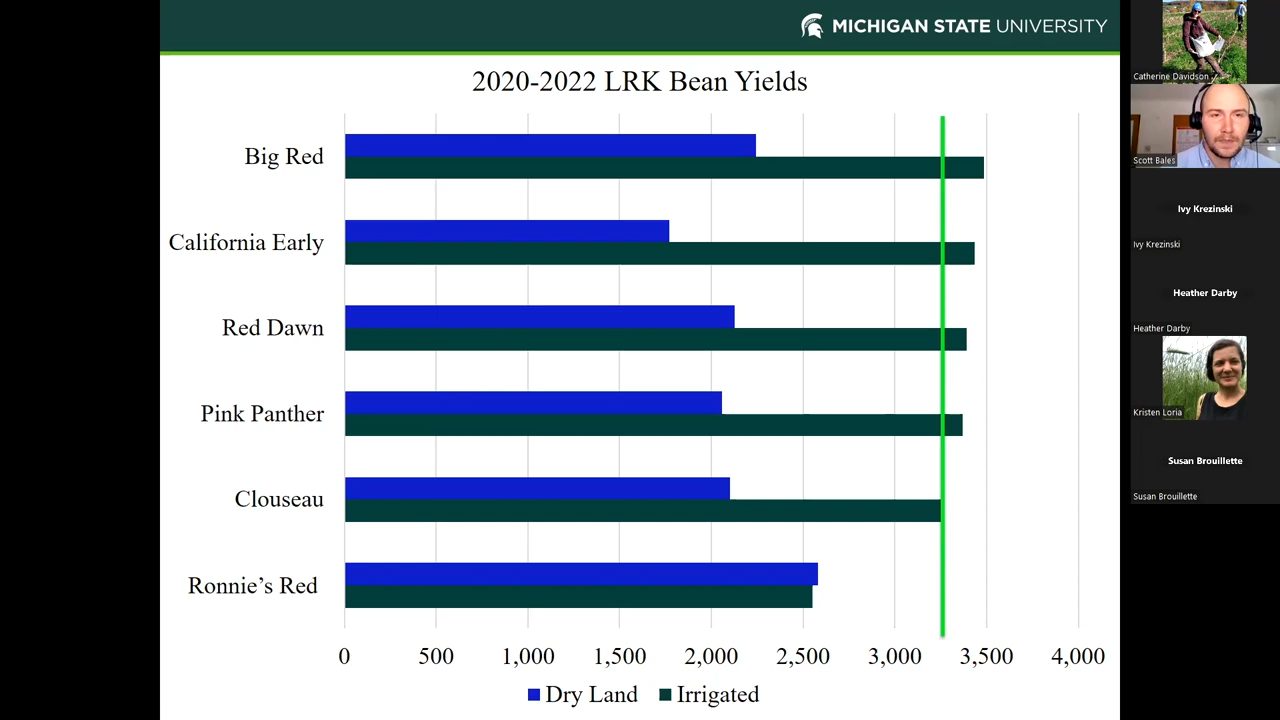 MICHIGAN STATE UNIVERSITY
2020-2022 LRK Bean Yields
Big Red
California Early
Red Dawn
Pink Panther
Clouseau
Ronnie's Red
0 500 1,000 1,500 2,000 2,500 3,000 3,500 4,000
Dry Land Irrigated
Catherine Davidson
Scott Bales
Ivy Krezinski
Ivy Krezinski
Heather Darby
Heather Darby
Kristen Loria
Susan Brouillette
Susan Brouillette